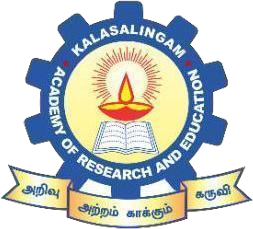 KALASALINGAM
ACADEMY OF RESEARCH AND EDUCATION
அறிவு அற்றம் காக்கும் கருவி